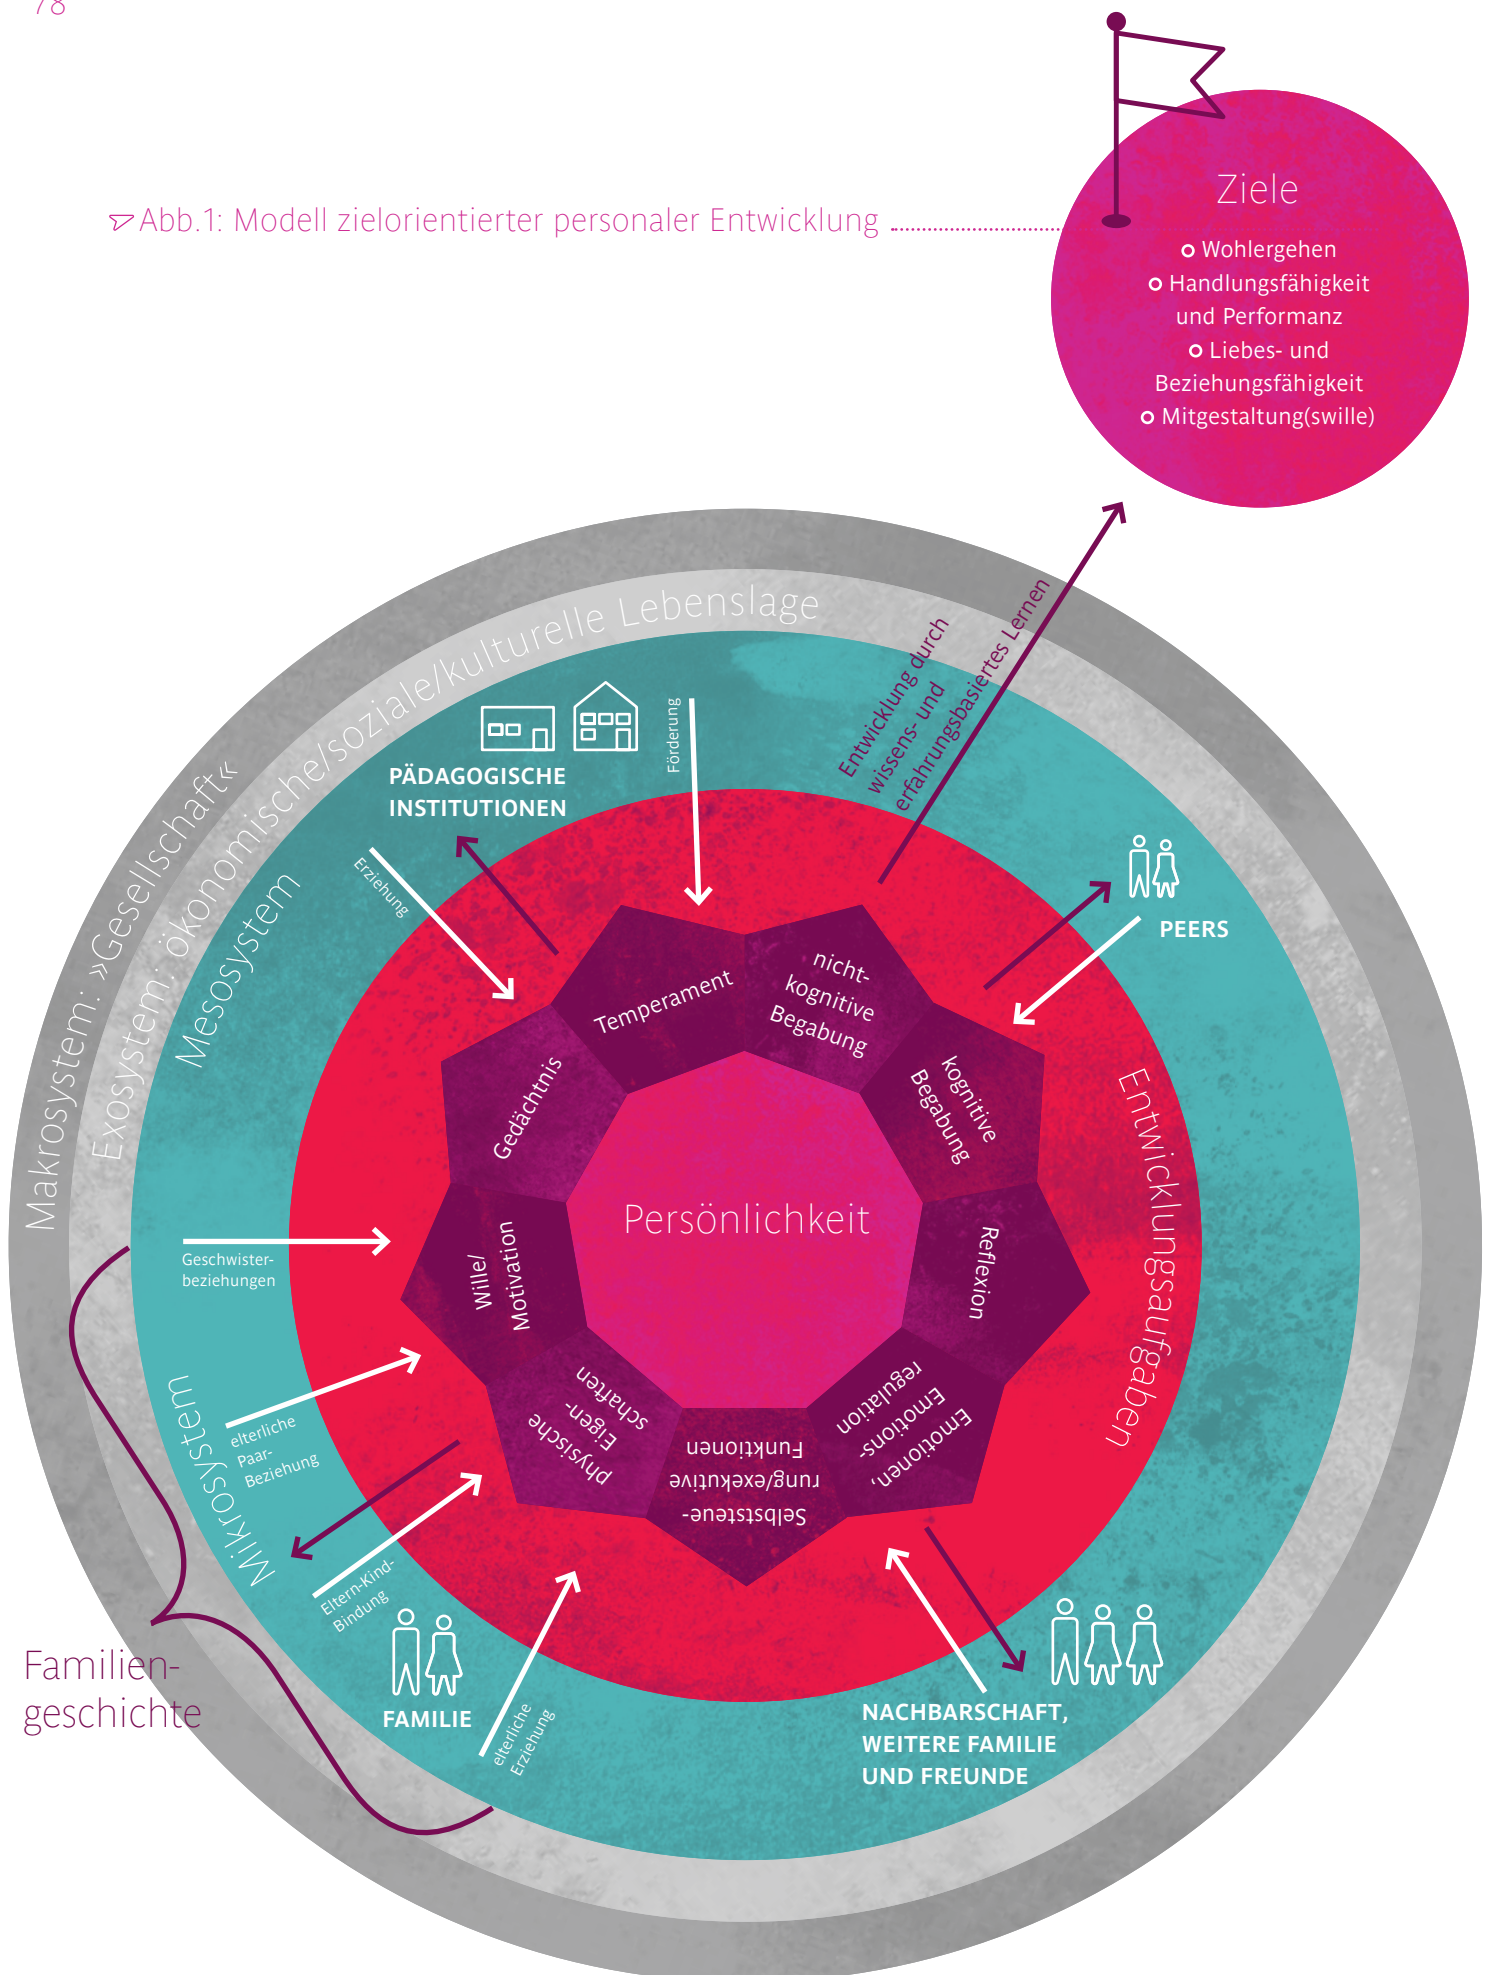 78
Abb.1: Modell zielorientierter personaler Entwicklung
Ziele
Wohlergehen
Handlungsfähigkeit
und Performanz
Liebes- und
Beziehungsfähigkeit
Mitgestaltung(swille)
Makrosystem: »Gesellschaft«
Exosystem: ökonomische/soziale/kulturelle Lebenslage
Mesosystem
Mikrosystem
Entwicklung durch
wissens- und
erfahrungsbasiertes Lernen
PÄDAGOGISCHE
INSTITUTIONEN
Förderung
Erziehung
PEERS
Entwicklungsaufgaben
Temperament
nicht-
kognitive
Begabung
kognitive
Begabung
Reflexion
Emotionen,
Emotions-
regulation
Selbststeue-
rung/exekutive
Funktionen
physische
Eigen-
schaften
Wille/
Motivation
Gedächtnis
Persönlichkeit
Geschwister-
beziehungen
elterliche
Paar-
Beziehung
Eltern-Kind-
Bindung
FAMILIE
elterliche
Erziehung
NACHBARSCHAFT,
WEITERE FAMILIE
UND FREUNDE
Familien-
geschichte